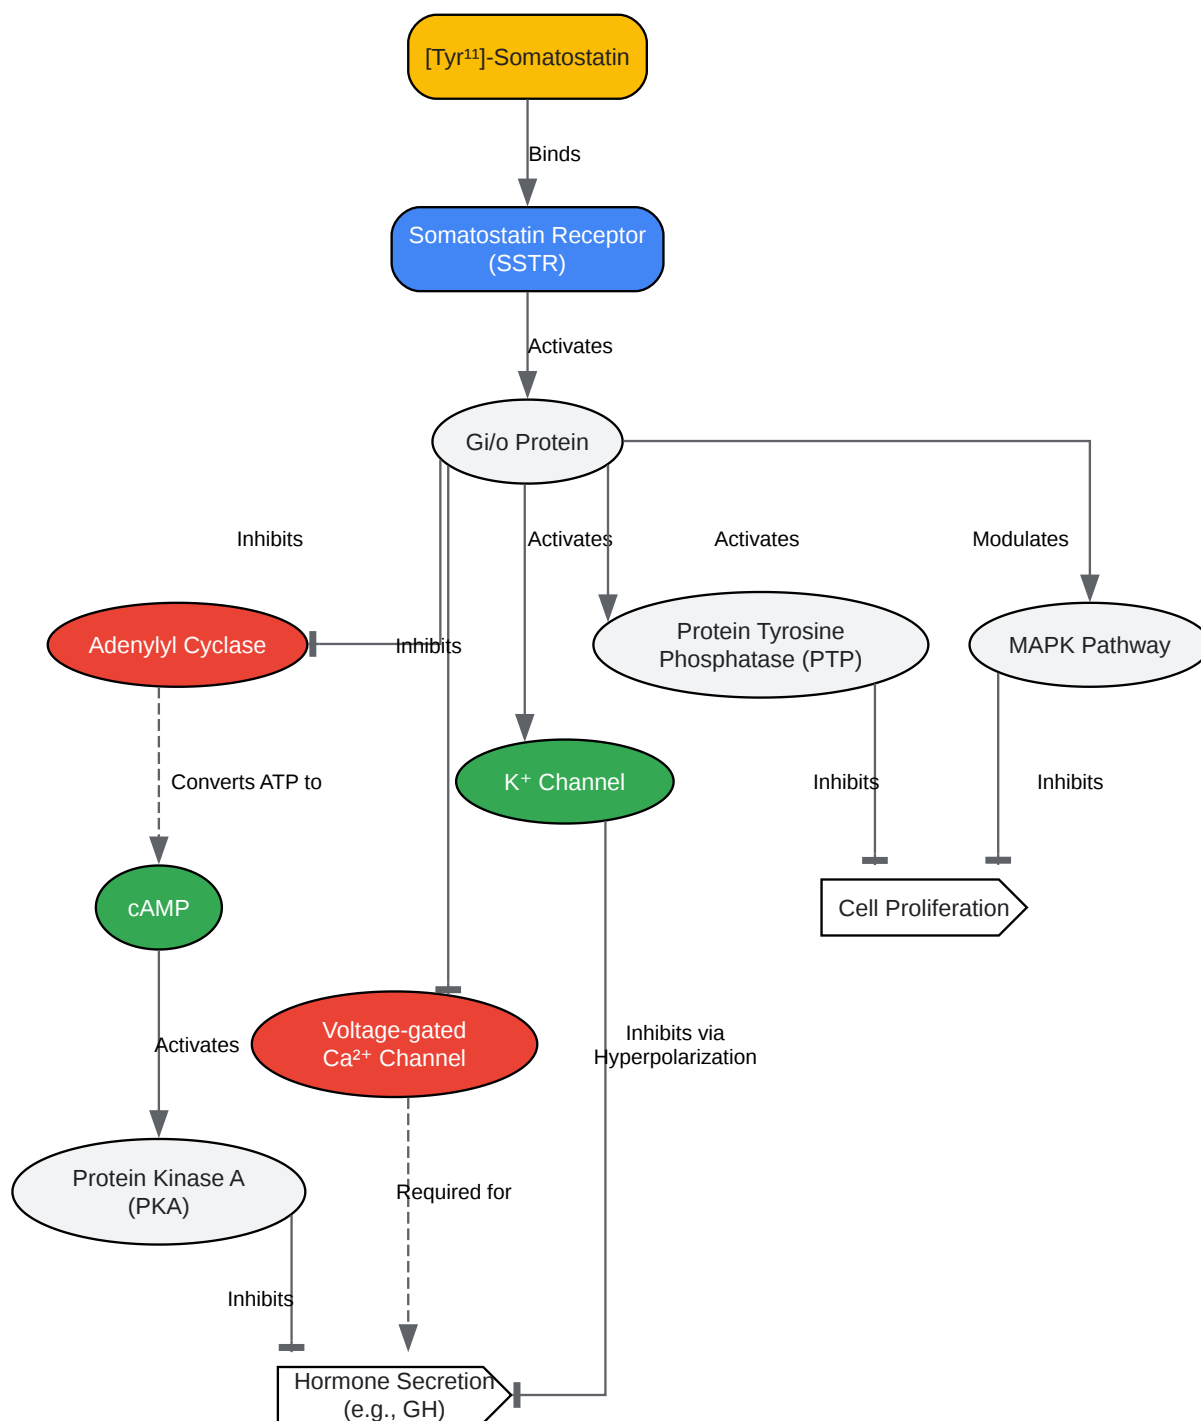 [Tyr¹¹]-Somatostatin
Binds
Somatostatin Receptor
(SSTR)
Activates
Gi/o Protein
Inhibits
Activates
Activates
Modulates
Adenylyl Cyclase
Inhibits
Protein Tyrosine
Phosphatase (PTP)
MAPK Pathway
Converts ATP to
K⁺ Channel
Inhibits
Inhibits
cAMP
Cell Proliferation
Activates
Voltage-gated
Ca²⁺ Channel
Inhibits via
Hyperpolarization
Protein Kinase A
(PKA)
Required for
Inhibits
Hormone Secretion
(e.g., GH)